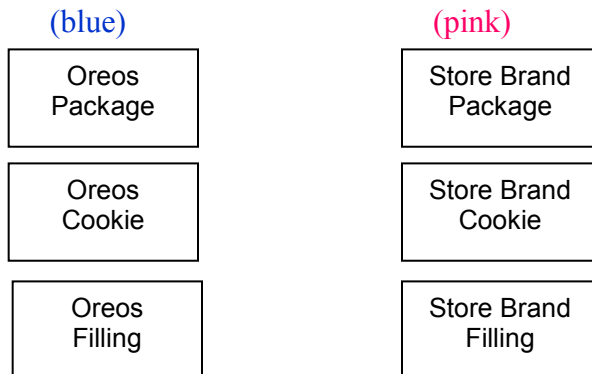 (blue)
(pink)
Oreos
Package
Store Brand
Package
Oreos
Cookie
Store Brand
Cookie
Oreos
Filling
Store Brand
Filling